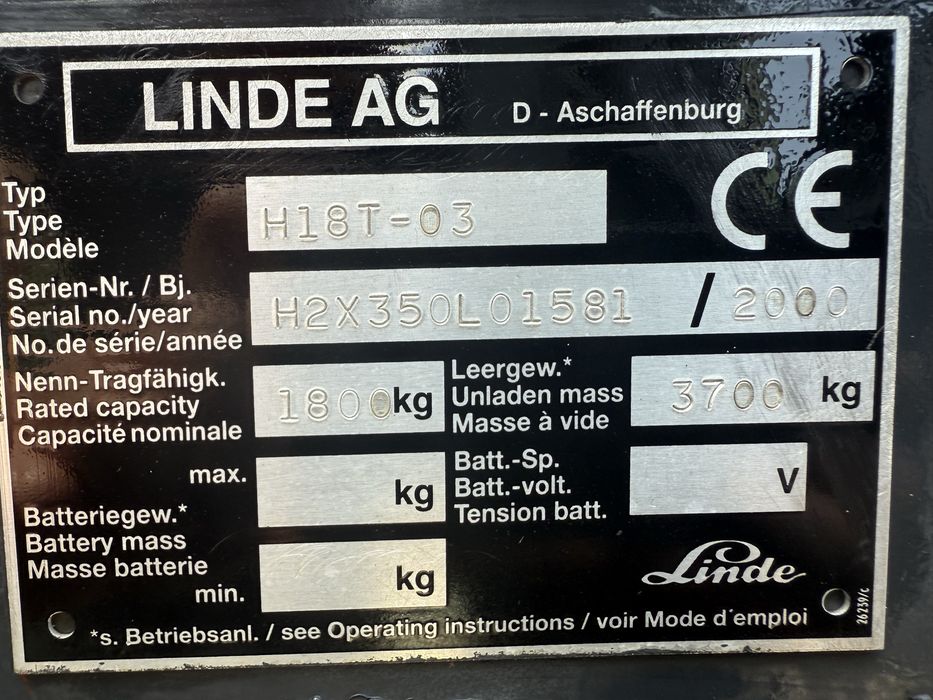 LINDE AG D - Aschaffenburg
CE
Typ
Type
Modèle
H18T-03
Serien-Nr. / Bj.
Serial no./year
No.de série/année
H2X350L01581 / 2000
Nenn-Tragfähigk.
Rated capacity
Capacité nominale
1800 kg
Leergew.*
Unladen mass
Masse à vide
3700 kg
max.
kg
Batt.-Sp.
Batt.-volt.
Tension batt.
V
Batteriegew.*
Battery mass
Masse batterie
min.
kg
Linde
26239/c
*s. Betriebsanl. / see Operating instructions / voir Mode d'emploi